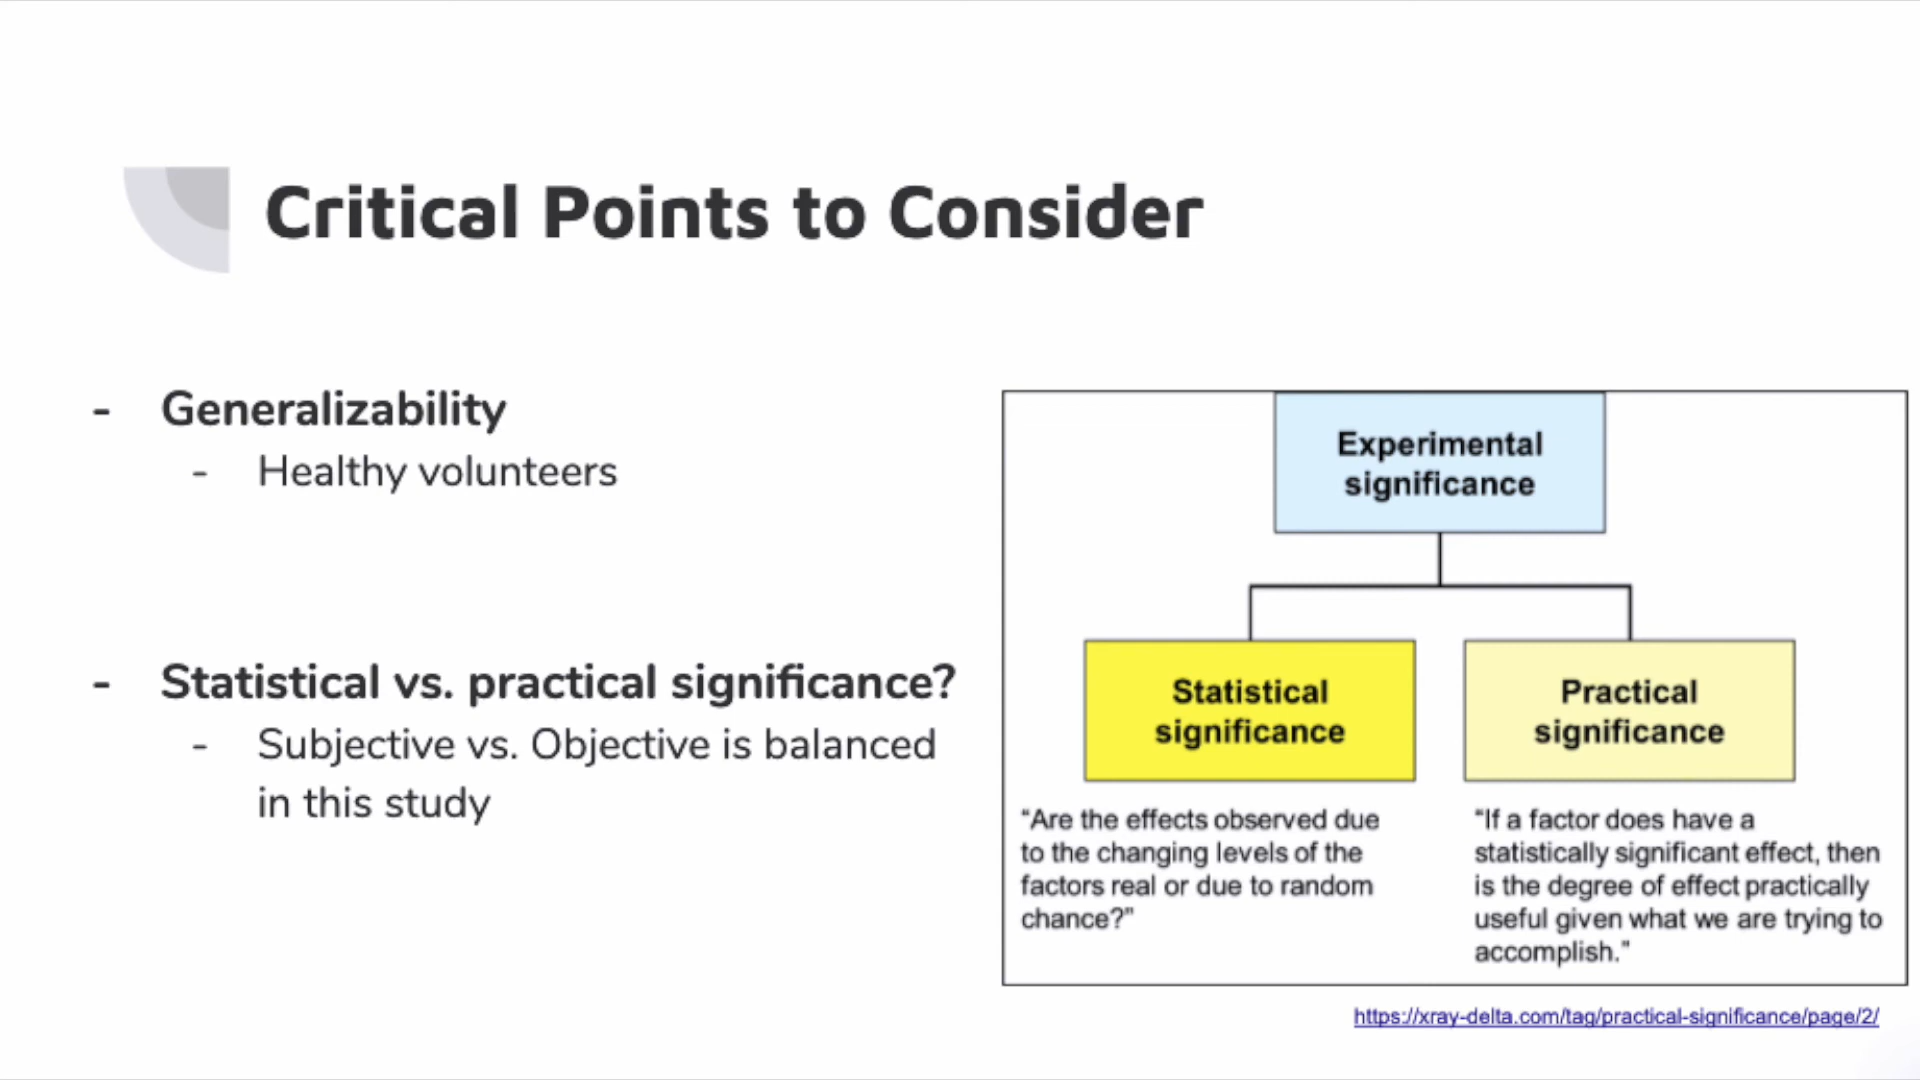 Critical Points to Consider
- Generalizability
- Healthy volunteers
- Statistical vs. practical significance?
- Subjective vs. Objective is balanced
in this study
Experimental
significance
Statistical
significance
Practical
significance
“Are the effects observed due
to the changing levels of the
factors real or due to random
chance?”
“If a factor does have a
statistically significant effect, then
is the degree of effect practically
useful given what we are trying to
accomplish.”
https://xray-delta.com/tag/practical-significance/page/2/